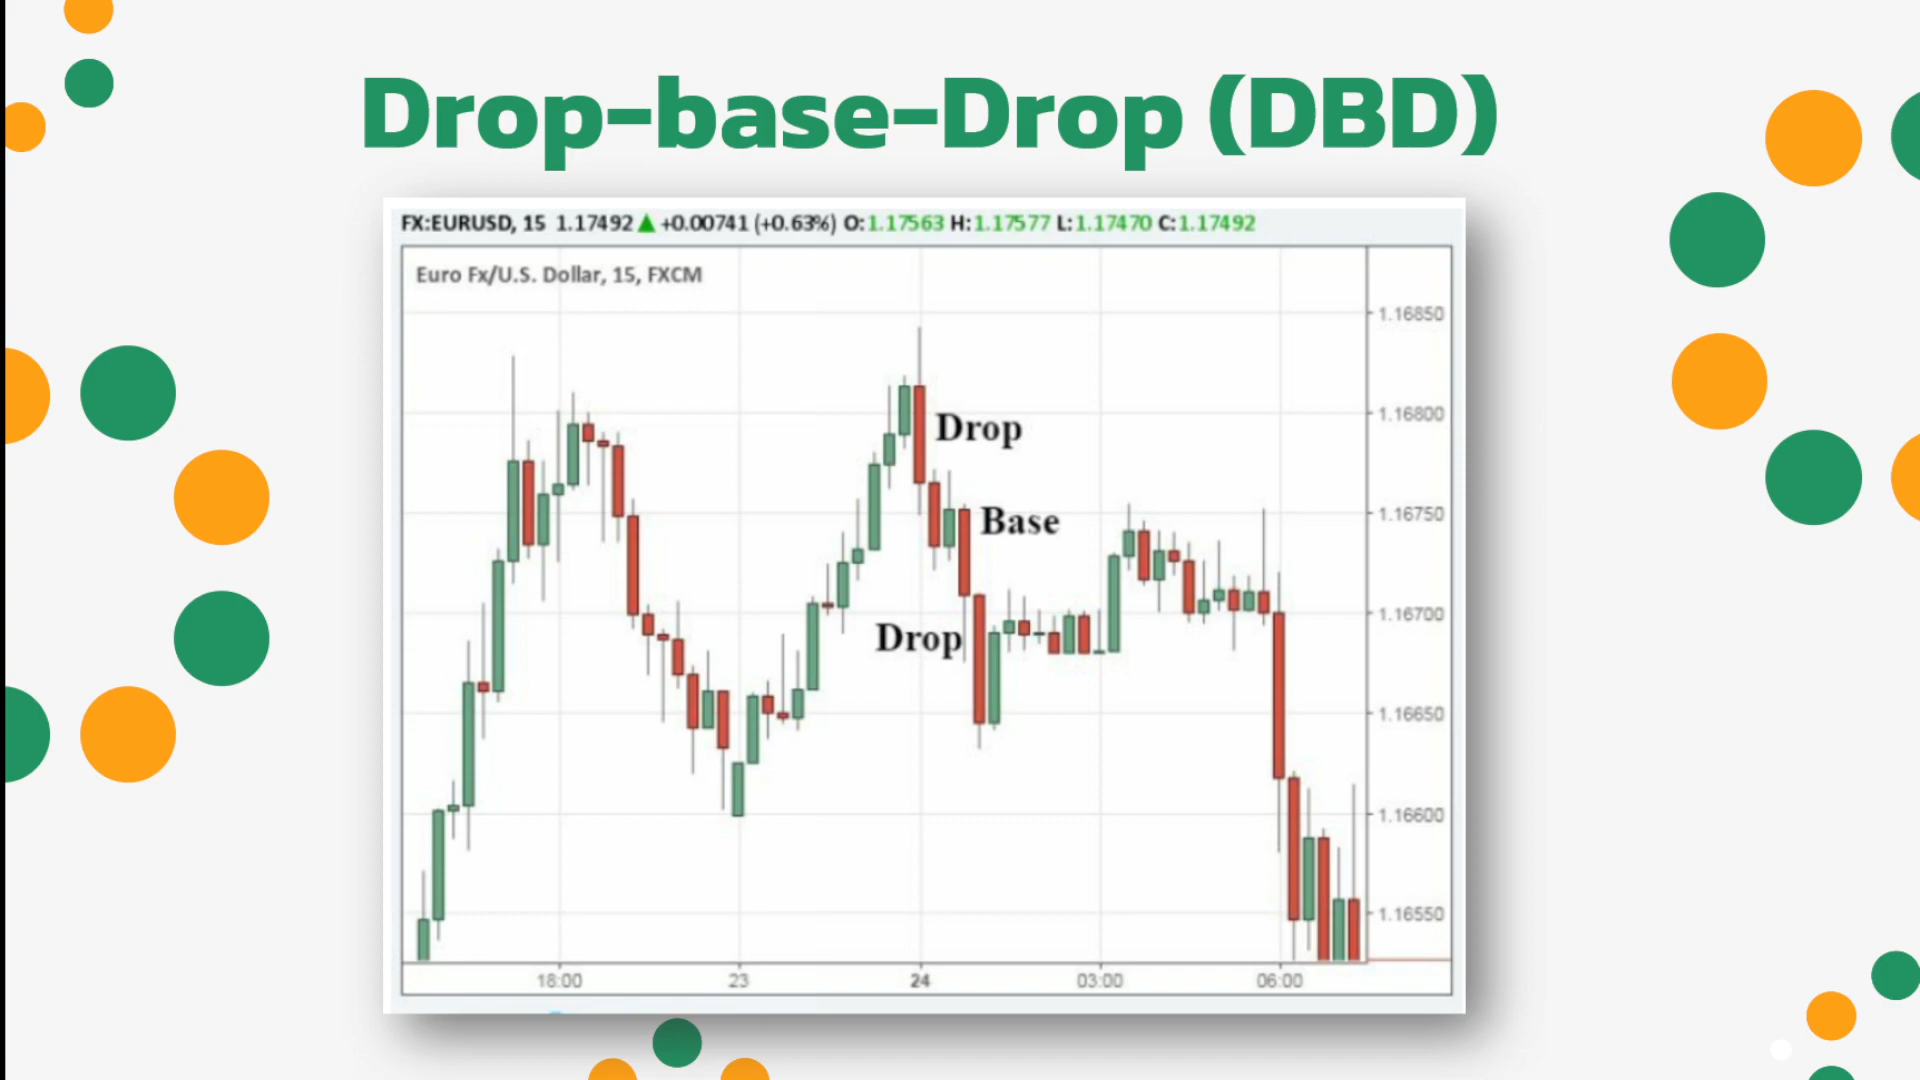 Drop-base-Drop (DBD)
FX:EURUSD, 15 1.17492 ▲ +0.00741 (+0.63%) O:1.17563 H:1.17577 L:1.17470 C:1.17492
Euro Fx/U.S. Dollar, 15, FXCM
1.16850
1.16800
Drop
1.16750
Base
1.16700
Drop
1.16650
1.16600
1.16550
18:00 23 24 03:00 06:00